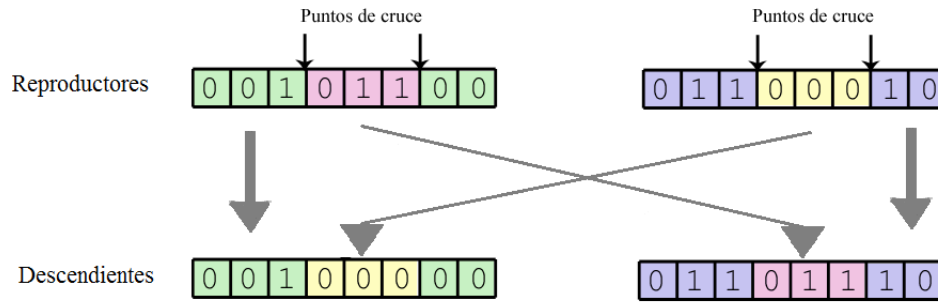 Puntos de cruce Puntos de cruce
Reproductores 0 0 1 0 1 1 0 0 0 1 1 0 0 0 1 0
Descendientes 0 0 1 0 0 0 0 0 0 1 1 0 1 1 1 0